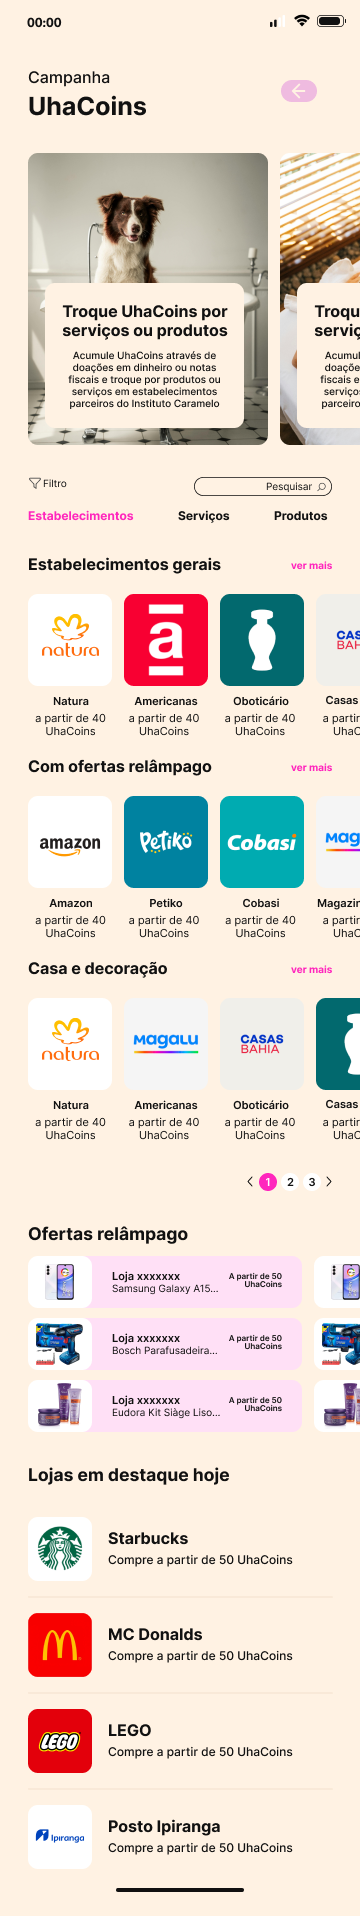 00:00
Campanha
UhaCoins
Troque UhaCoins por
serviços ou produtos
Acumule UhaCoins através de
doações em dinheiro ou notas
fiscais e troque por produtos ou
serviços em estabelecimentos
parceiros do Instituto Caramelo
Troqu
serviç
Acumul
doaçõe
fiscais e
serviços
parceiro
Filtro
Pesquisar
Estabelecimentos Serviços Produtos
Estabelecimentos gerais ver mais
natura
a
CAS
BAH
Natura Americanas Oboticário Casas
a partir de 40 a partir de 40 a partir de 40 a partir
UhaCoins UhaCoins UhaCoins UhaC
Com ofertas relâmpago ver mais
amazon Petiko Cobasi mag
Amazon Petiko Cobasi Magazin
a partir de 40 a partir de 40 a partir de 40 a partir
UhaCoins UhaCoins UhaCoins UhaC
Casa e decoração ver mais
natura Magalu CASAS
BAHIA
Natura Americanas Oboticário Casas
a partir de 40 a partir de 40 a partir de 40 a partir
UhaCoins UhaCoins UhaCoins UhaC
1 2 3
Ofertas relâmpago
Loja xxxxxxx
Samsung Galaxy A15...
A partir de 50
UhaCoins
Loja xxxxxxx
Bosch Parafusadeira...
A partir de 50
UhaCoins
Loja xxxxxxx
Eudora Kit Siàge Liso...
A partir de 50
UhaCoins
Lojas em destaque hoje
Starbucks
Compre a partir de 50 UhaCoins
MC Donalds
Compre a partir de 50 UhaCoins
LEGO
LEGO
Compre a partir de 50 UhaCoins
Ipiranga
Posto Ipiranga
Compre a partir de 50 UhaCoins